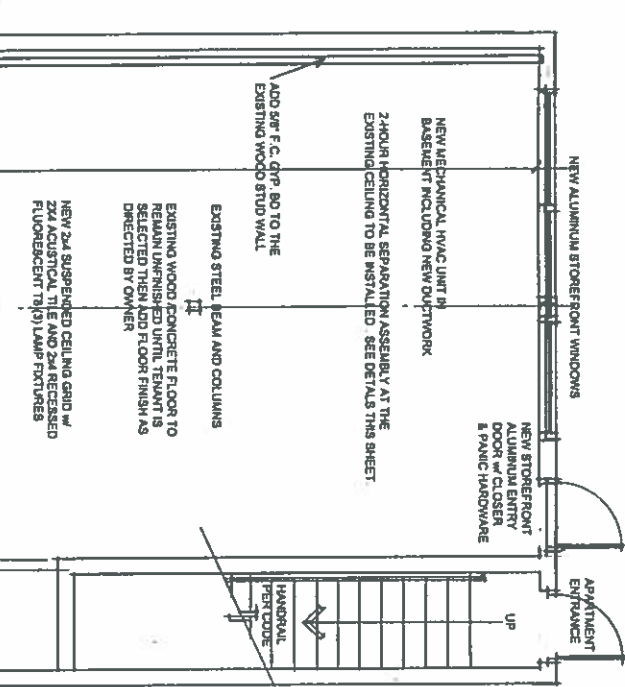 NEW ALUMINUM STOREFRONT WINDOWS
NEW STOREFRONT
ALUMINUM ENTRY
DOOR w/ CLOSER
& PANIC HARDWARE
APARTMENT
ENTRANCE
UP
HANDRAIL
PER CODE
NEW MECHANICAL HVAC UNIT IN
BASEMENT INCLUDING NEW DUCTWORK
2-HOUR HORIZONTAL SEPARATION ASSEMBLY AT THE
EXISTING CEILING TO BE INSTALLED. SEE DETALS THIS SHEET
ADD 5/8" F.C. GYP. BD TO THE
EXISTING WOOD STUD WALL
EXISTING STEEL BEAM AND COLUMNS
EXISTING WOOD /CONCRETE FLOOR TO
REMAIN UNFINISHED UNTIL TENANT IS
SELECTED THEN ADD FLOOR FINISH AS
DIRECTED BY OWNER
NEW 2x4 SUSPENDED CEILING GRID w/
2X4 ACUSTICAL TILE AND 2x4 RECESSED
FLUORESCENT T8(3) LAMP FIXTURES